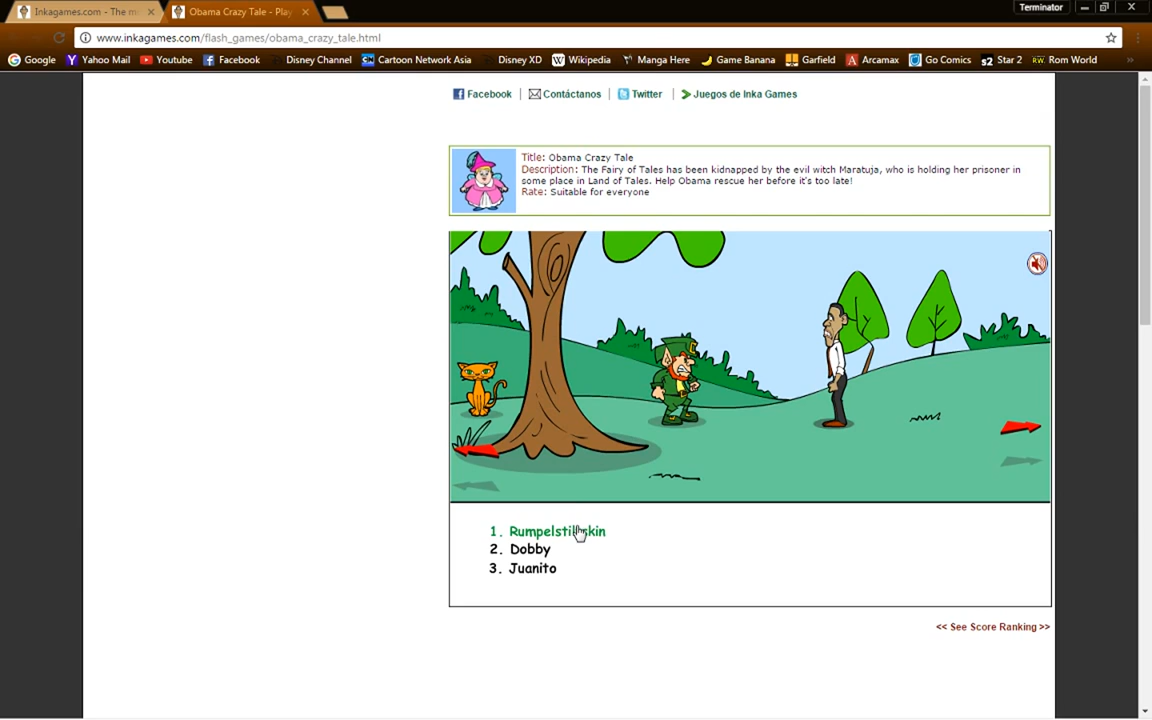 Inkagames.com - The m
Obama Crazy Tale - Play
Terminator
www.inkagames.com/flash_games/obama_crazy_tale.html
Google Yahoo Mail Youtube Facebook Disney Channel Cartoon Network Asia Disney XD Wikipedia Manga Here Game Banana Garfield Arcamax Go Comics Star 2 Rom World
Facebook | Contáctanos | Twitter | Juegos de Inka Games
Title: Obama Crazy Tale
Description: The Fairy of Tales has been kidnapped by the evil witch Maratuja, who is holding her prisoner in
some place in Land of Tales. Help Obama rescue her before it's too late!
Rate: Suitable for everyone
1. Rumpelstiltskin
2. Dobby
3. Juanito
<< See Score Ranking >>